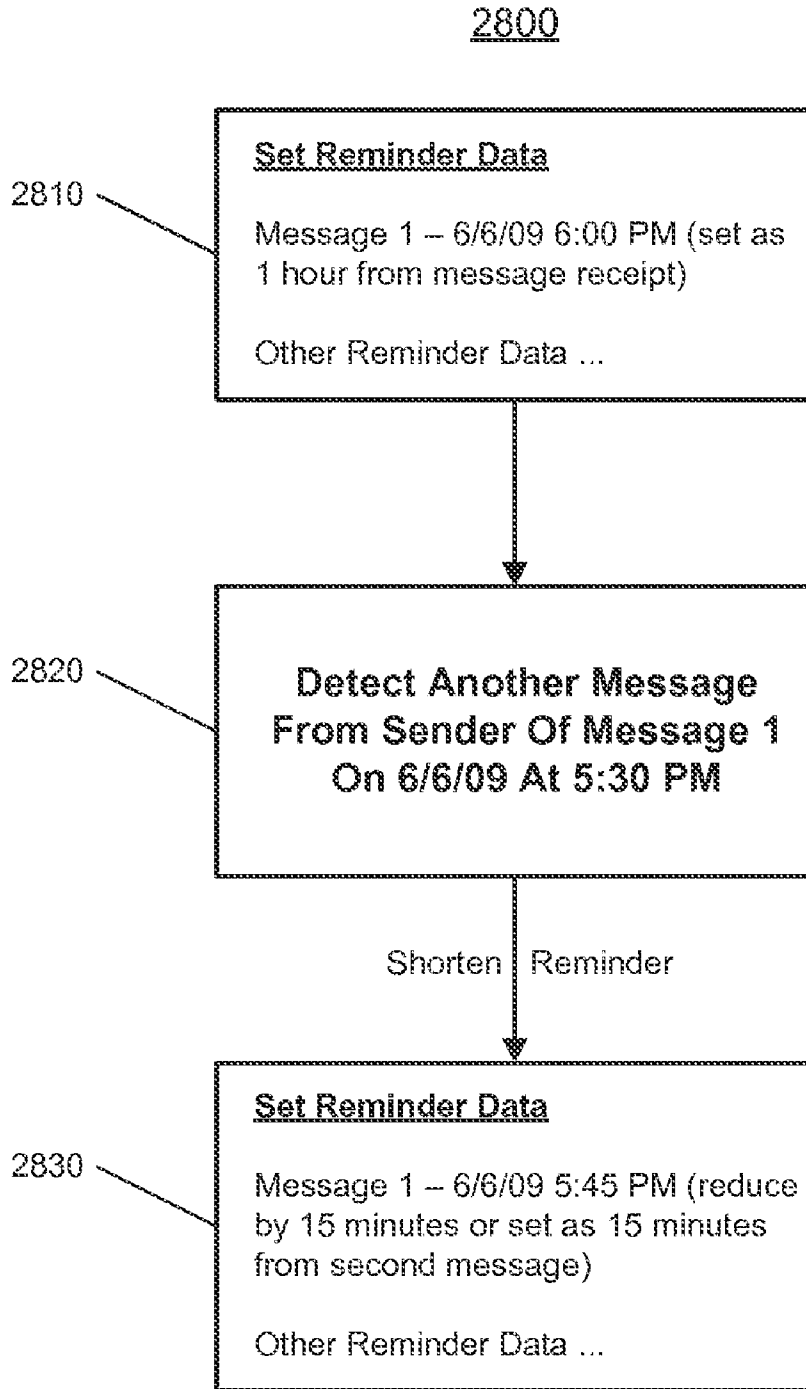 2800
2810
Set Reminder Data
Message 1 – 6/6/09 6:00 PM (set as
1 hour from message receipt)
Other Reminder Data ...
2820
Detect Another Message
From Sender Of Message 1
On 6/6/09 At 5:30 PM
Shorten Reminder
2830
Set Reminder Data
Message 1 – 6/6/09 5:45 PM (reduce
by 15 minutes or set as 15 minutes
from second message)
Other Reminder Data ...